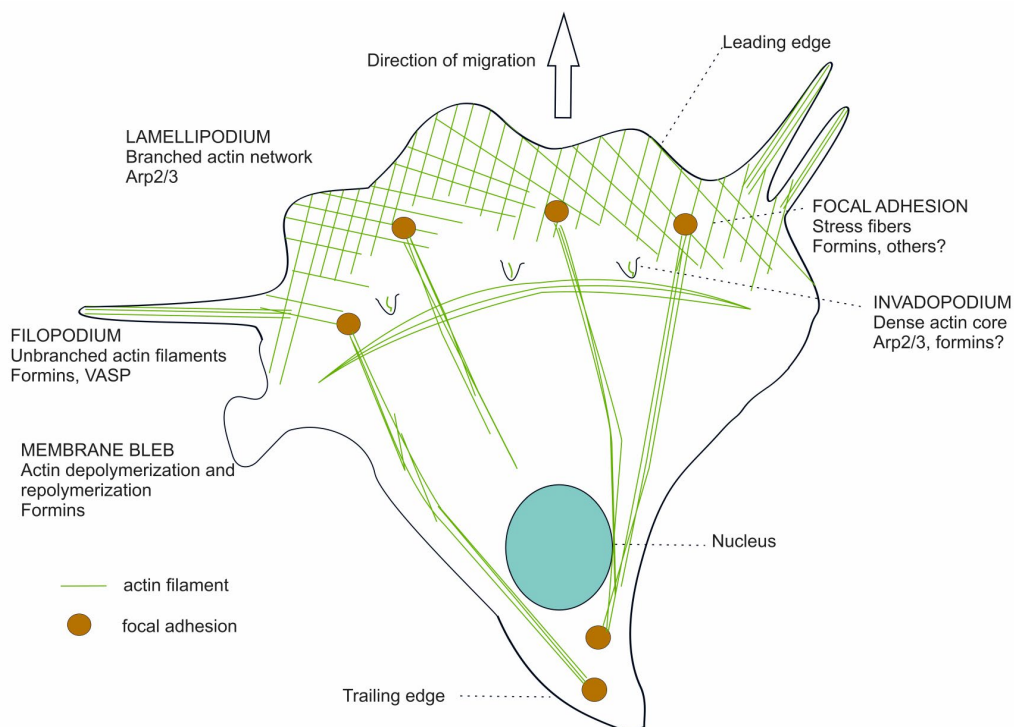 Leading edge
Direction of migration
LAMELLIPODIUM
Branched actin network
Arp2/3
FOCAL ADHESION
Stress fibers
Formins, others?
INVADOPODIUM
Dense actin core
Arp2/3, formins?
FILOPODIUM
Unbranched actin filaments
Formins, VASP
MEMBRANE BLEB
Actin depolymerization and
repolymerization
Formins
Nucleus
actin filament
focal adhesion
Trailing edge